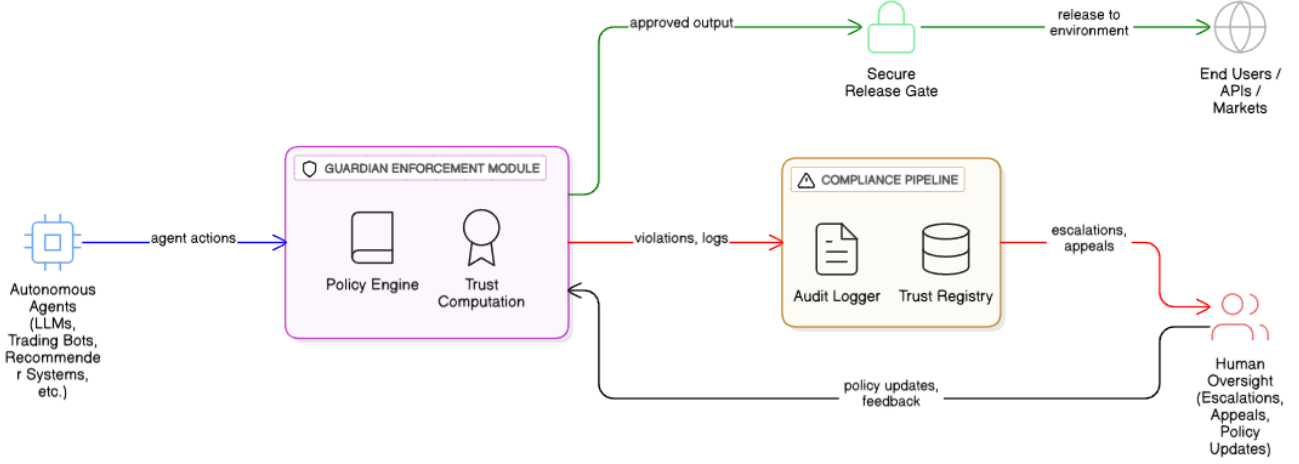 approved output
release to
environment
Secure
Release Gate
End Users /
APIs /
Markets
GUARDIAN ENFORCEMENT MODULE
Policy Engine
Trust
Computation
agent actions
Autonomous
Agents
(LLMs,
Trading Bots,
Recommende
r Systems,
etc.)
violations, logs
COMPLIANCE PIPELINE
Audit Logger
Trust Registry
escalations,
appeals
Human
Oversight
(Escalations,
Appeals,
Policy
Updates)
policy updates,
feedback